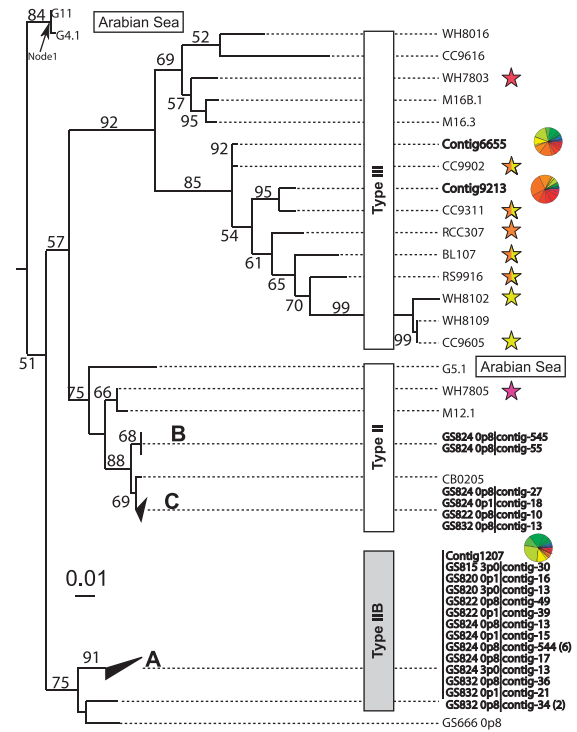 84
G11
G4.1
Node1
Arabian Sea
52
WH8016
CC9616
69
WH7803
57
M16B.1
95
M16.3
92
92
Contig6655
CC9902
85
Contig9213
95
CC9311
54
RCC307
61
BL107
65
RS9916
70
99
WH8102
WH8109
99
CC9605
Type III
57
51
G5.1
Arabian Sea
75
66
WH7805
M12.1
68
B
GS824 0p8|contig-545
GS824 0p8|contig-55
88
CB0205
69
C
GS824 0p8|contig-27
GS824 0p1|contig-18
GS822 0p8|contig-10
GS832 0p8|contig-13
Type II
0.01
Type IIB
Contig1207
GS815 3p0|contig-30
GS820 0p1|contig-16
GS820 3p0|contig-13
GS822 0p8|contig-49
GS822 0p1|contig-39
GS824 0p8|contig-13
GS824 0p1|contig-15
GS824 0p8|contig-544 (6)
GS824 0p8|contig-17
GS824 3p0|contig-13
GS832 0p8|contig-36
GS832 0p1|contig-21
GS832 0p8|contig-34 (2)
91
A
75
GS666 0p8